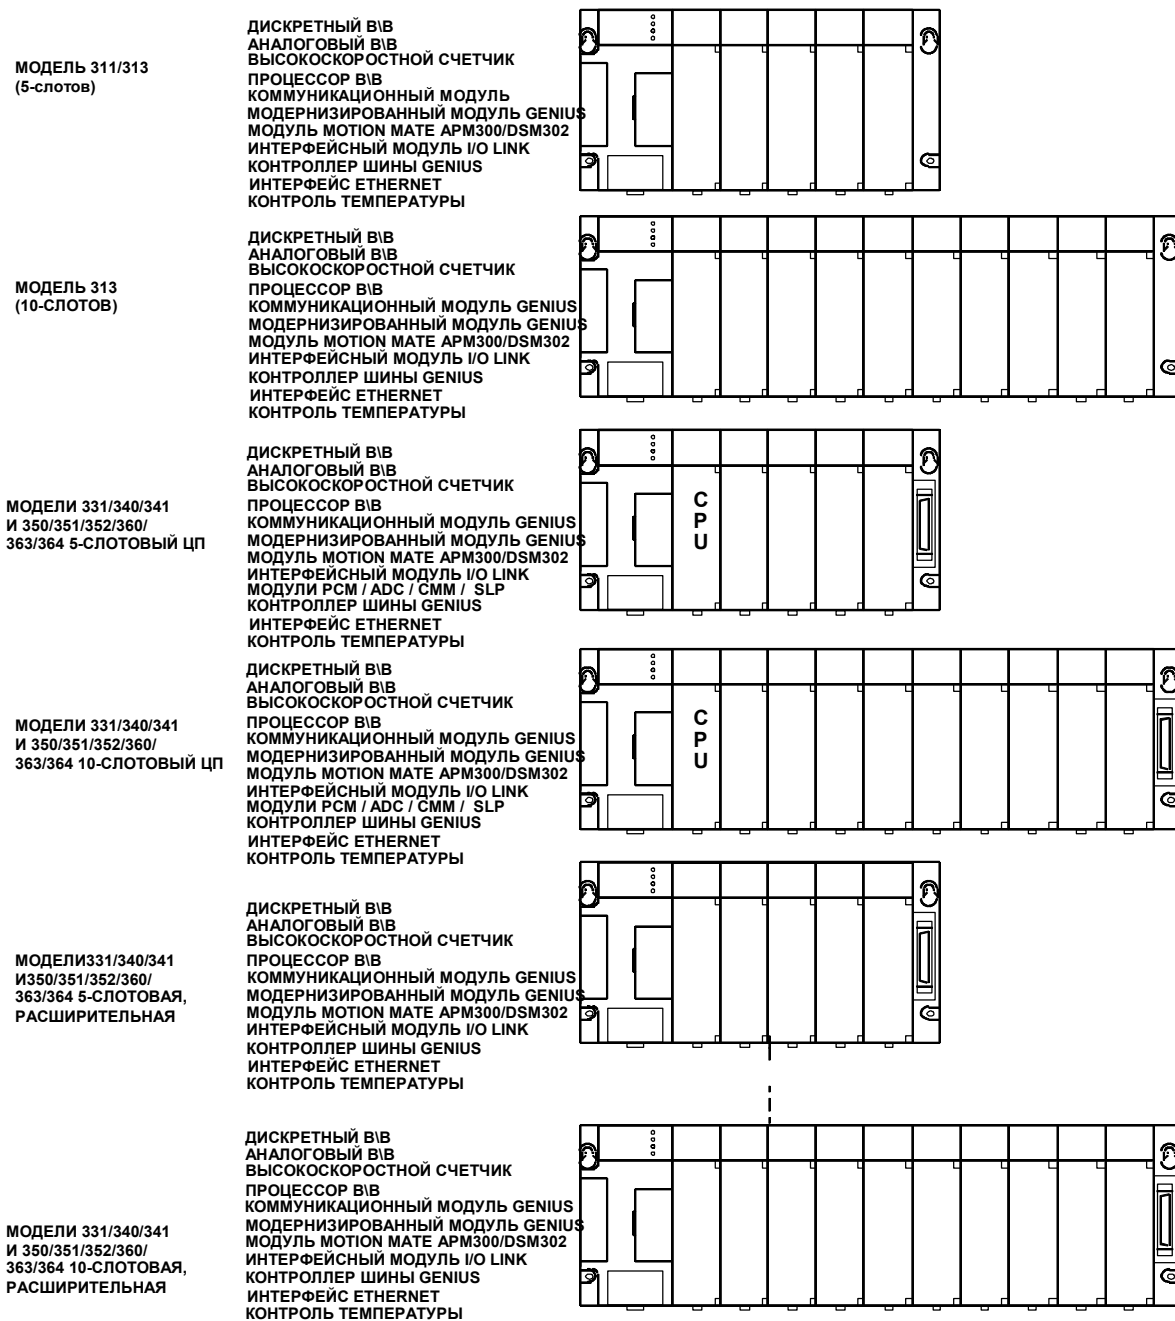 МОДЕЛЬ 311/313
(5-слотов)
ДИСКРЕТНЫЙ В\В
АНАЛОГОВЫЙ В\В
ВЫСОКОСКОРОСТНОЙ СЧЕТЧИК
ПРОЦЕССОР В\В
КОММУНИКАЦИОННЫЙ МОДУЛЬ
МОДЕРНИЗИРОВАННЫЙ МОДУЛЬ GENIUS
МОДУЛЬ MOTION MATE APM300/DSM302
ИНТЕРФЕЙСНЫЙ МОДУЛЬ I/O LINK
КОНТРОЛЛЕР ШИНЫ GENIUS
ИНТЕРФЕЙС ETHERNET
КОНТРОЛЬ ТЕМПЕРАТУРЫ
МОДЕЛЬ 313
(10-СЛОТОВ)
ДИСКРЕТНЫЙ В\В
АНАЛОГОВЫЙ В\В
ВЫСОКОСКОРОСТНОЙ СЧЕТЧИК
ПРОЦЕССОР В\В
КОММУНИКАЦИОННЫЙ МОДУЛЬ GENIUS
МОДЕРНИЗИРОВАННЫЙ МОДУЛЬ GENIUS
МОДУЛЬ MOTION MATE APM300/DSM302
ИНТЕРФЕЙСНЫЙ МОДУЛЬ I/O LINK
КОНТРОЛЛЕР ШИНЫ GENIUS
ИНТЕРФЕЙС ETHERNET
КОНТРОЛЬ ТЕМПЕРАТУРЫ
МОДЕЛИ 331/340/341
И 350/351/352/360/
363/364 5-СЛОТОВЫЙ ЦП
ДИСКРЕТНЫЙ В\В
АНАЛОГОВЫЙ В\В
ВЫСОКОСКОРОСТНОЙ СЧЕТЧИК
ПРОЦЕССОР В\В
КОММУНИКАЦИОННЫЙ МОДУЛЬ GENIUS
МОДЕРНИЗИРОВАННЫЙ МОДУЛЬ GENIUS
МОДУЛЬ MOTION MATE APM300/DSM302
ИНТЕРФЕЙСНЫЙ МОДУЛЬ I/O LINK
МОДУЛИ PCM / ADC / CMM / SLP
КОНТРОЛЛЕР ШИНЫ GENIUS
ИНТЕРФЕЙС ETHERNET
КОНТРОЛЬ ТЕМПЕРАТУРЫ
C
P
U
МОДЕЛИ 331/340/341
И 350/351/352/360/
363/364 10-СЛОТОВЫЙ ЦП
ДИСКРЕТНЫЙ В\В
АНАЛОГОВЫЙ В\В
ВЫСОКОСКОРОСТНОЙ СЧЕТЧИК
ПРОЦЕССОР В\В
КОММУНИКАЦИОННЫЙ МОДУЛЬ GENIUS
МОДЕРНИЗИРОВАННЫЙ МОДУЛЬ GENIUS
МОДУЛЬ MOTION MATE APM300/DSM302
ИНТЕРФЕЙСНЫЙ МОДУЛЬ I/O LINK
МОДУЛИ PCM / ADC / CMM / SLP
КОНТРОЛЛЕР ШИНЫ GENIUS
ИНТЕРФЕЙС ETHERNET
КОНТРОЛЬ ТЕМПЕРАТУРЫ
C
P
U
МОДЕЛИ331/340/341
И350/351/352/360/
363/364 5-СЛОТОВАЯ,
РАСШИРИТЕЛЬНАЯ
ДИСКРЕТНЫЙ В\В
АНАЛОГОВЫЙ В\В
ВЫСОКОСКОРОСТНОЙ СЧЕТЧИК
ПРОЦЕССОР В\В
КОММУНИКАЦИОННЫЙ МОДУЛЬ GENIUS
МОДЕРНИЗИРОВАННЫЙ МОДУЛЬ GENIUS
МОДУЛЬ MOTION MATE APM300/DSM302
ИНТЕРФЕЙСНЫЙ МОДУЛЬ I/O LINK
КОНТРОЛЛЕР ШИНЫ GENIUS
ИНТЕРФЕЙС ETHERNET
КОНТРОЛЬ ТЕМПЕРАТУРЫ
МОДЕЛИ 331/340/341
И 350/351/352/360/
363/364 10-СЛОТОВАЯ,
РАСШИРИТЕЛЬНАЯ
ДИСКРЕТНЫЙ В\В
АНАЛОГОВЫЙ В\В
ВЫСОКОСКОРОСТНОЙ СЧЕТЧИК
ПРОЦЕССОР В\В
КОММУНИКАЦИОННЫЙ МОДУЛЬ GENIUS
МОДЕРНИЗИРОВАННЫЙ МОДУЛЬ GENIUS
МОДУЛЬ MOTION MATE APM300/DSM302
ИНТЕРФЕЙСНЫЙ МОДУЛЬ I/O LINK
КОНТРОЛЛЕР ШИНЫ GENIUS
ИНТЕРФЕЙС ETHERNET
КОНТРОЛЬ ТЕМПЕРАТУРЫ